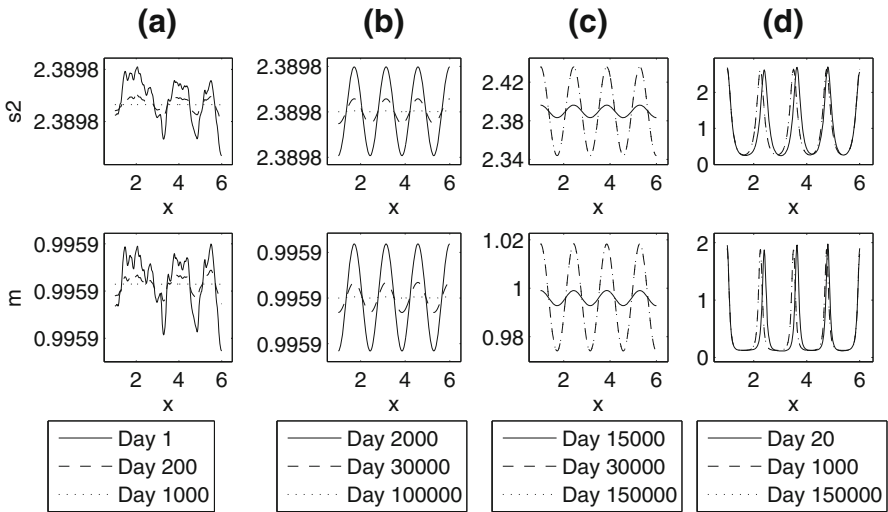 (a) (b) (c) (d)
s2
2.3898
2.3898
2 4 6
x
2.3898
2.3898
2.3898
2 4 6
x
2.42
2.4
2.38
2.36
2.34
2 4 6
x
2
1
0
2 4 6
x
m
0.9959
0.9959
0.9959
2 4 6
x
0.9959
0.9959
0.9959
2 4 6
x
1.02
1
0.98
2 4 6
x
2
1
0
2 4 6
x
Day 1
Day 200
Day 1000
Day 2000
Day 30000
Day 100000
Day 15000
Day 30000
Day 150000
Day 20
Day 1000
Day 150000